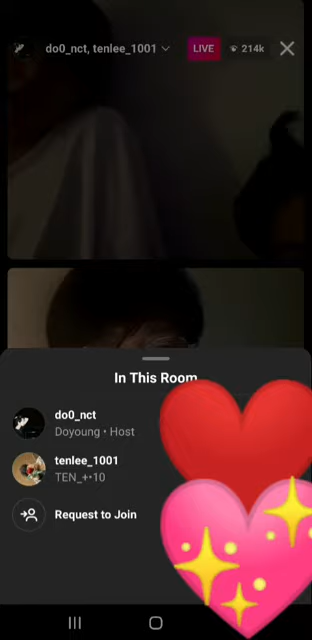 do0_nct, tenlee_1001
LIVE
214k
In This Room
do0_nct
Doyoung • Host
tenlee_1001
TEN_+•10
Request to Join